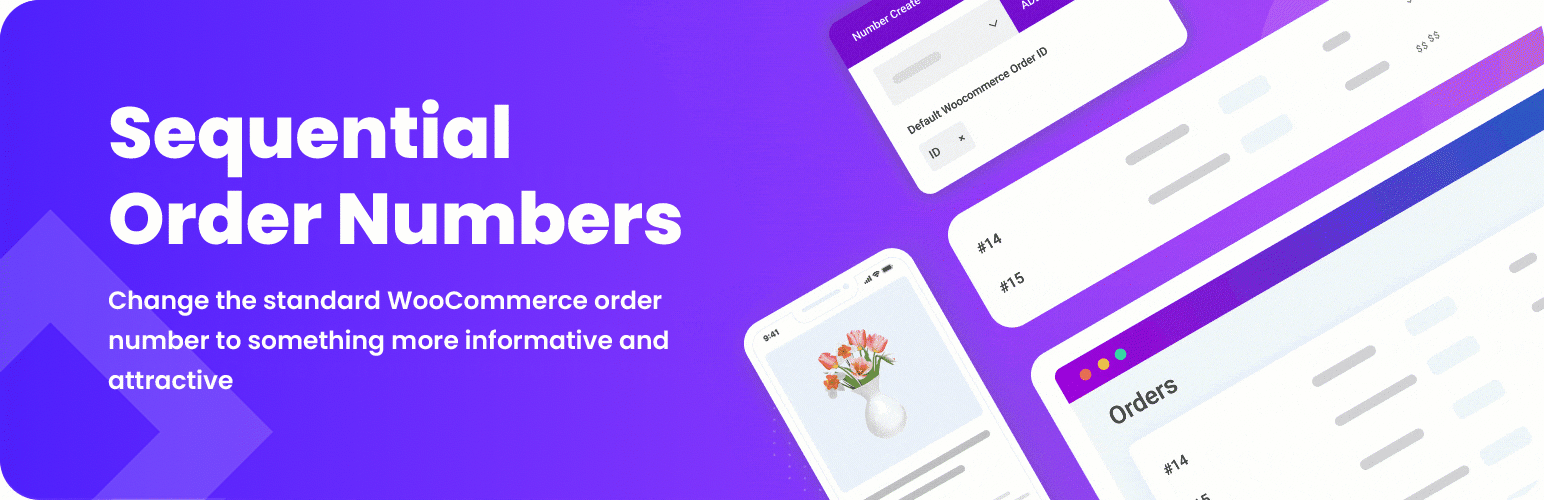 Sequential
Order Numbers
Change the standard WooCommerce order
number to something more informative and
attractive
Number Create
Default Woocommerce Order ID
ID ×
$$ $$
#14
#15
9:41
Orders
#14